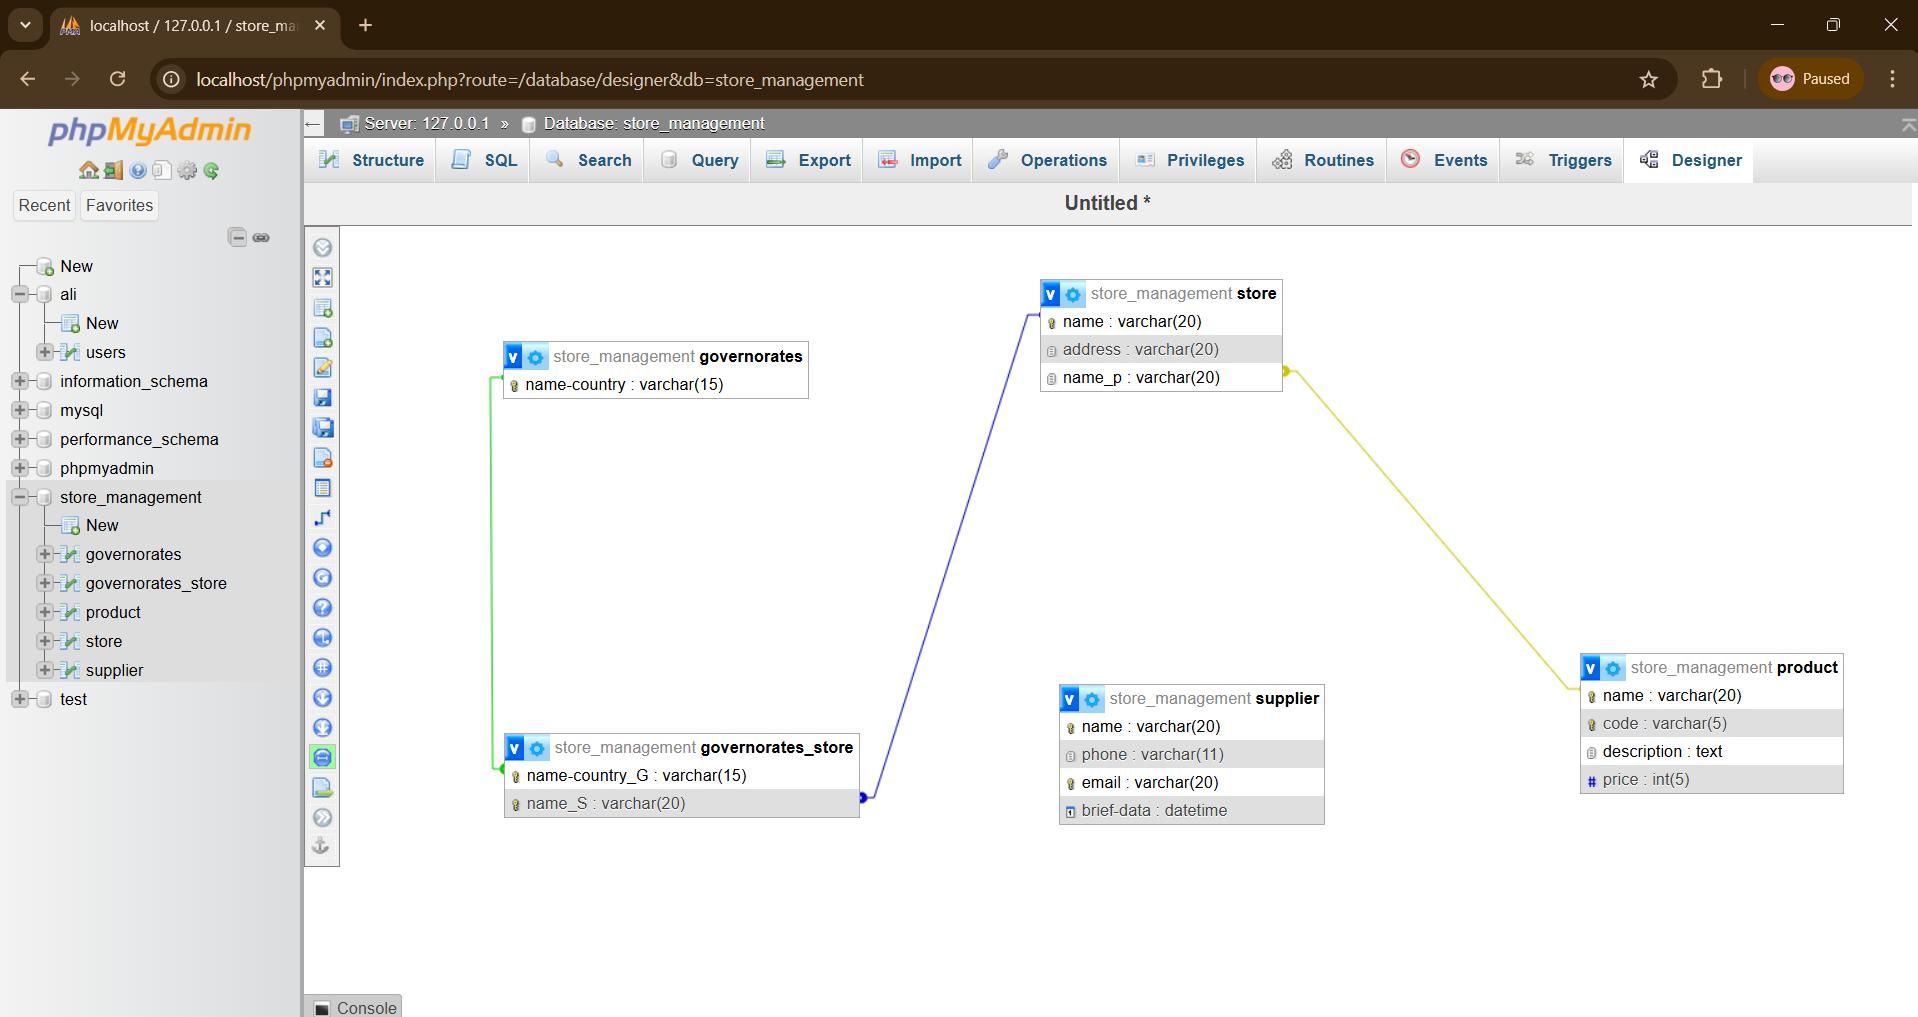 localhost / 127.0.0.1 / store_ma
localhost/phpmyadmin/index.php?route=/database/designer&db=store_management
Paused
phpMyAdmin
Recent
Favorites
New
ali
New
users
information_schema
mysql
performance_schema
phpmyadmin
store_management
New
governorates
governorates_store
product
store
supplier
test
Server: 127.0.0.1 » Database: store_management
Structure
SQL
Search
Query
Export
Import
Operations
Privileges
Routines
Events
Triggers
Designer
Untitled *
v store_management governorates
name-country : varchar(15)
v store_management store
name : varchar(20)
address : varchar(20)
name_p : varchar(20)
v store_management governorates_store
name-country_G : varchar(15)
name_S : varchar(20)
v store_management supplier
name : varchar(20)
phone : varchar(11)
email : varchar(20)
brief-data : datetime
v store_management product
name : varchar(20)
code : varchar(5)
description : text
# price : int(5)
Console